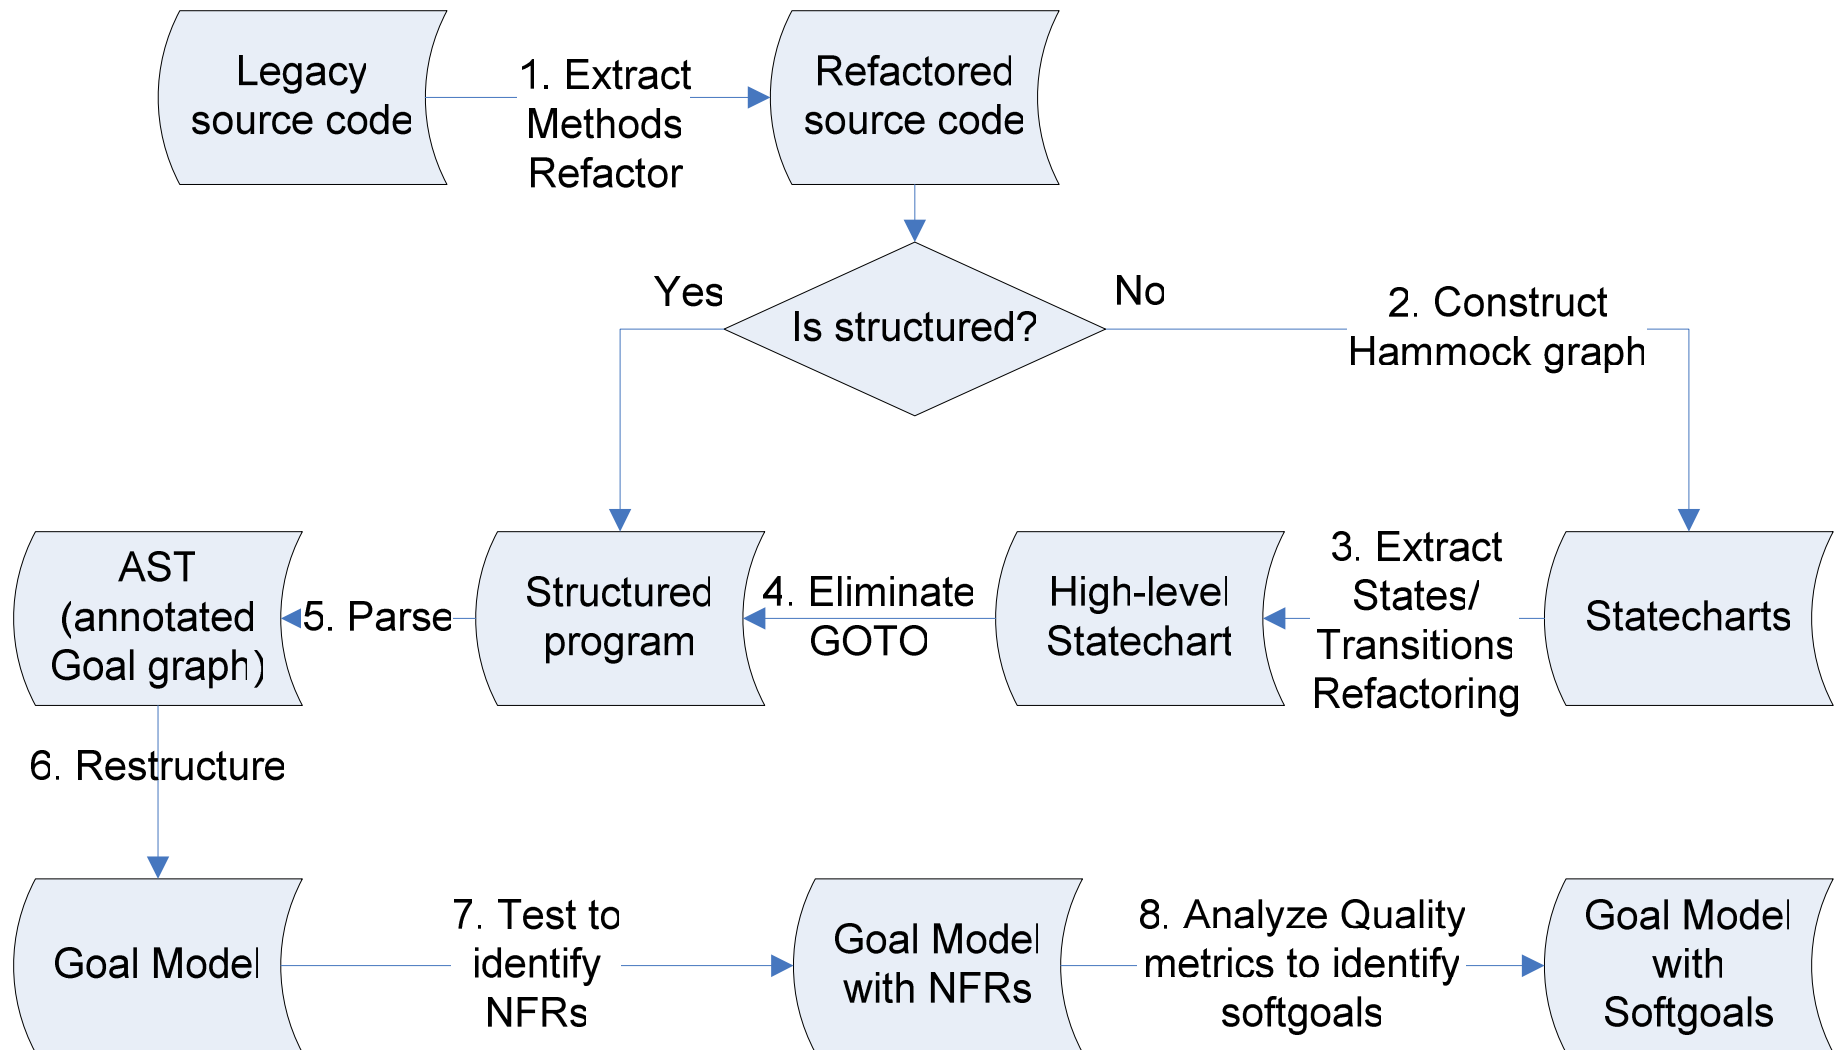 Legacy
source code
1. Extract
Methods
Refactor
Refactored
source code
Yes
Is structured?
No
2. Construct
Hammock graph
AST
(annotated
Goal graph)
5. Parse
Structured
program
4. Eliminate
GOTO
High-level
Statechart
3. Extract
States/
Transitions
Refactoring
Statecharts
6. Restructure
Goal Model
7. Test to
identify
NFRs
Goal Model
with NFRs
8. Analyze Quality
metrics to identify
softgoals
Goal Model
with
Softgoals